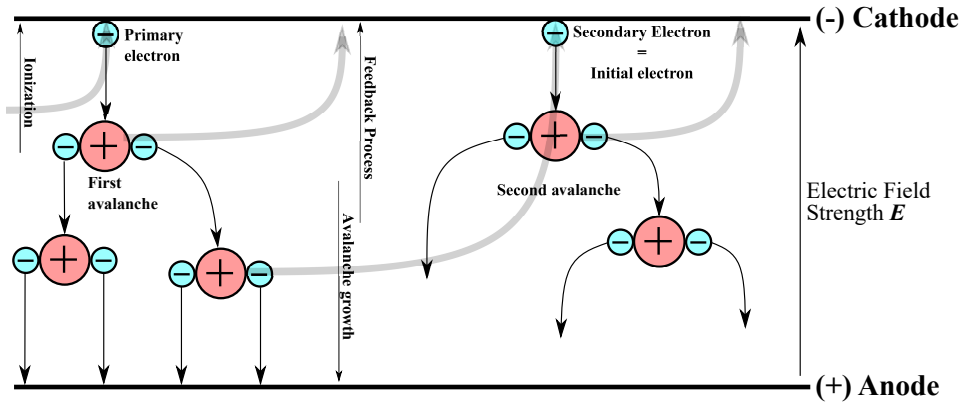 (-) Cathode
Primary
electron
Secondary Electron
=
Initial electron
Ionization
Feedback Process
First
avalanche
Second avalanche
Electric Field
Strength E
Avalanche growth
(+) Anode